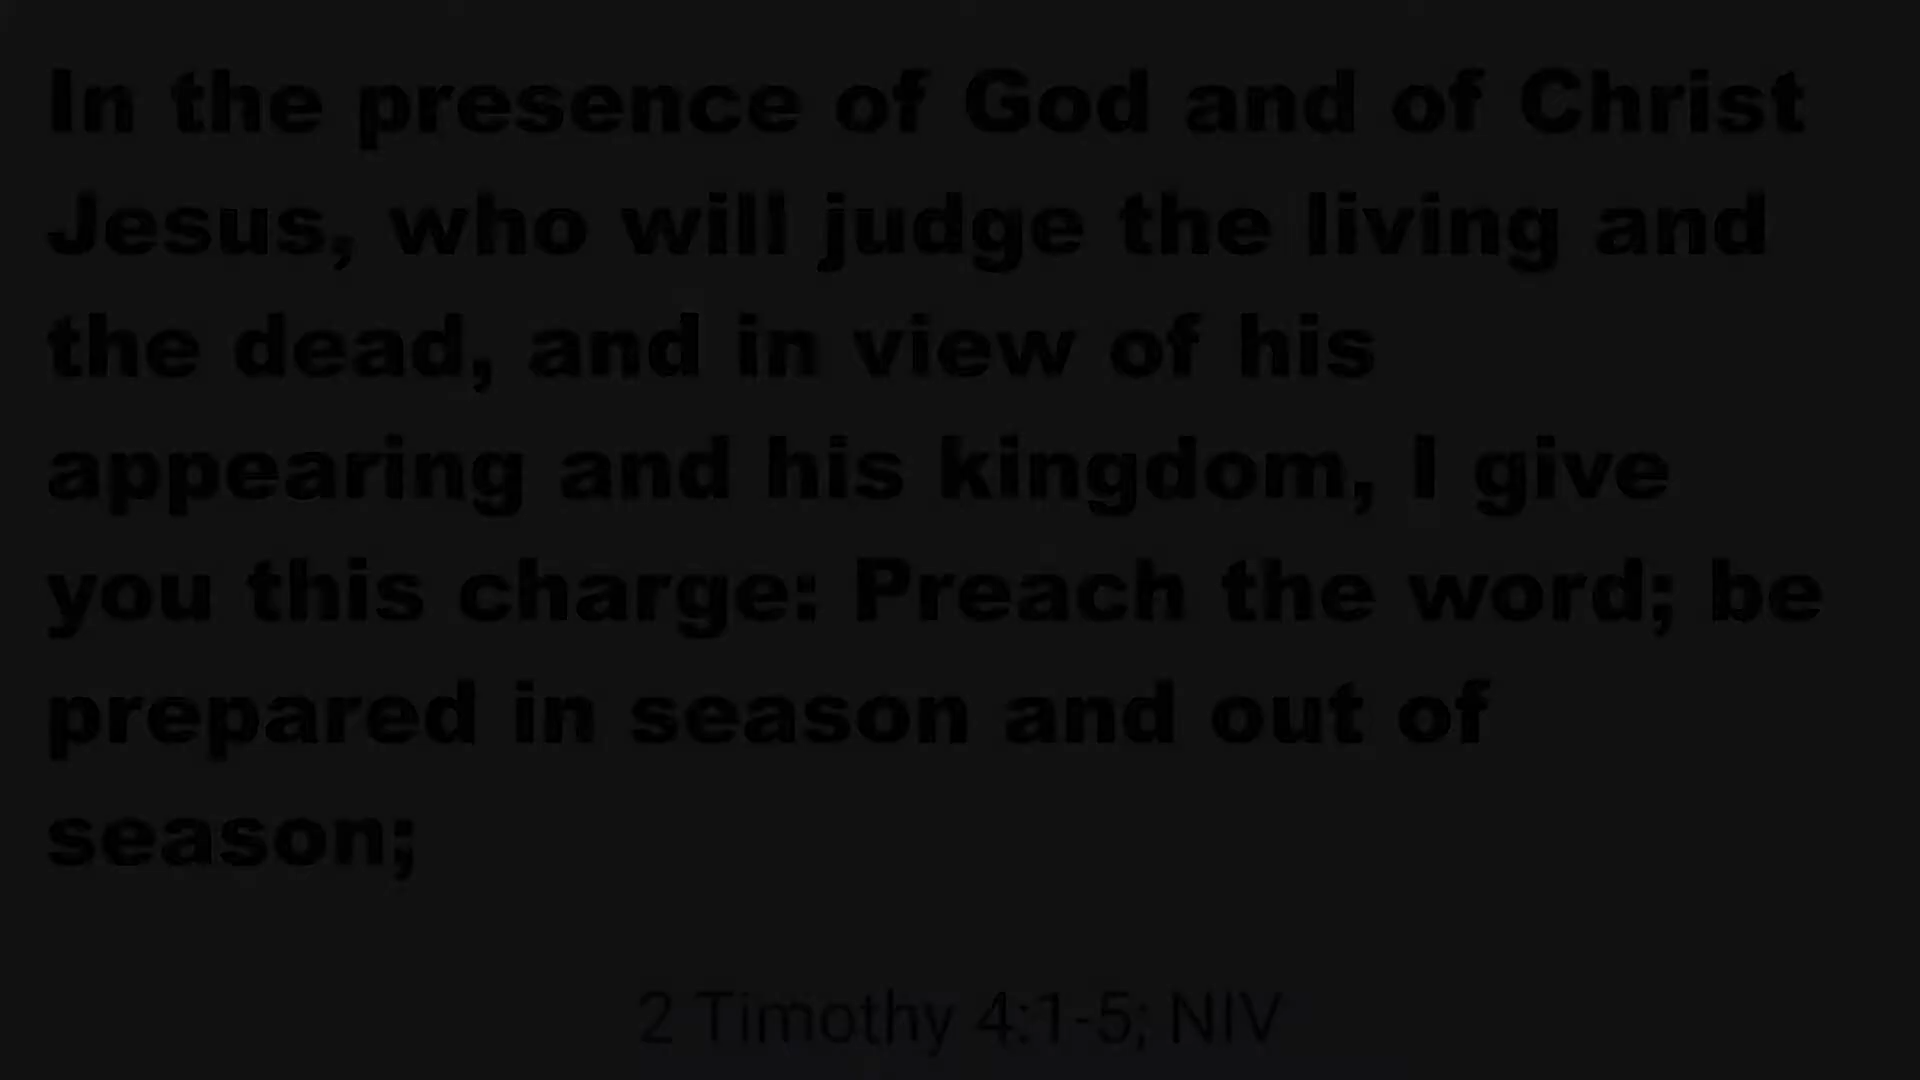 In the presence of God and of Christ
Jesus, who will judge the living and
the dead, and in view of his
appearing and his kingdom, I give
you this charge: Preach the word; be
prepared in season and out of
season;
2 Timothy 4:1-5; NIV